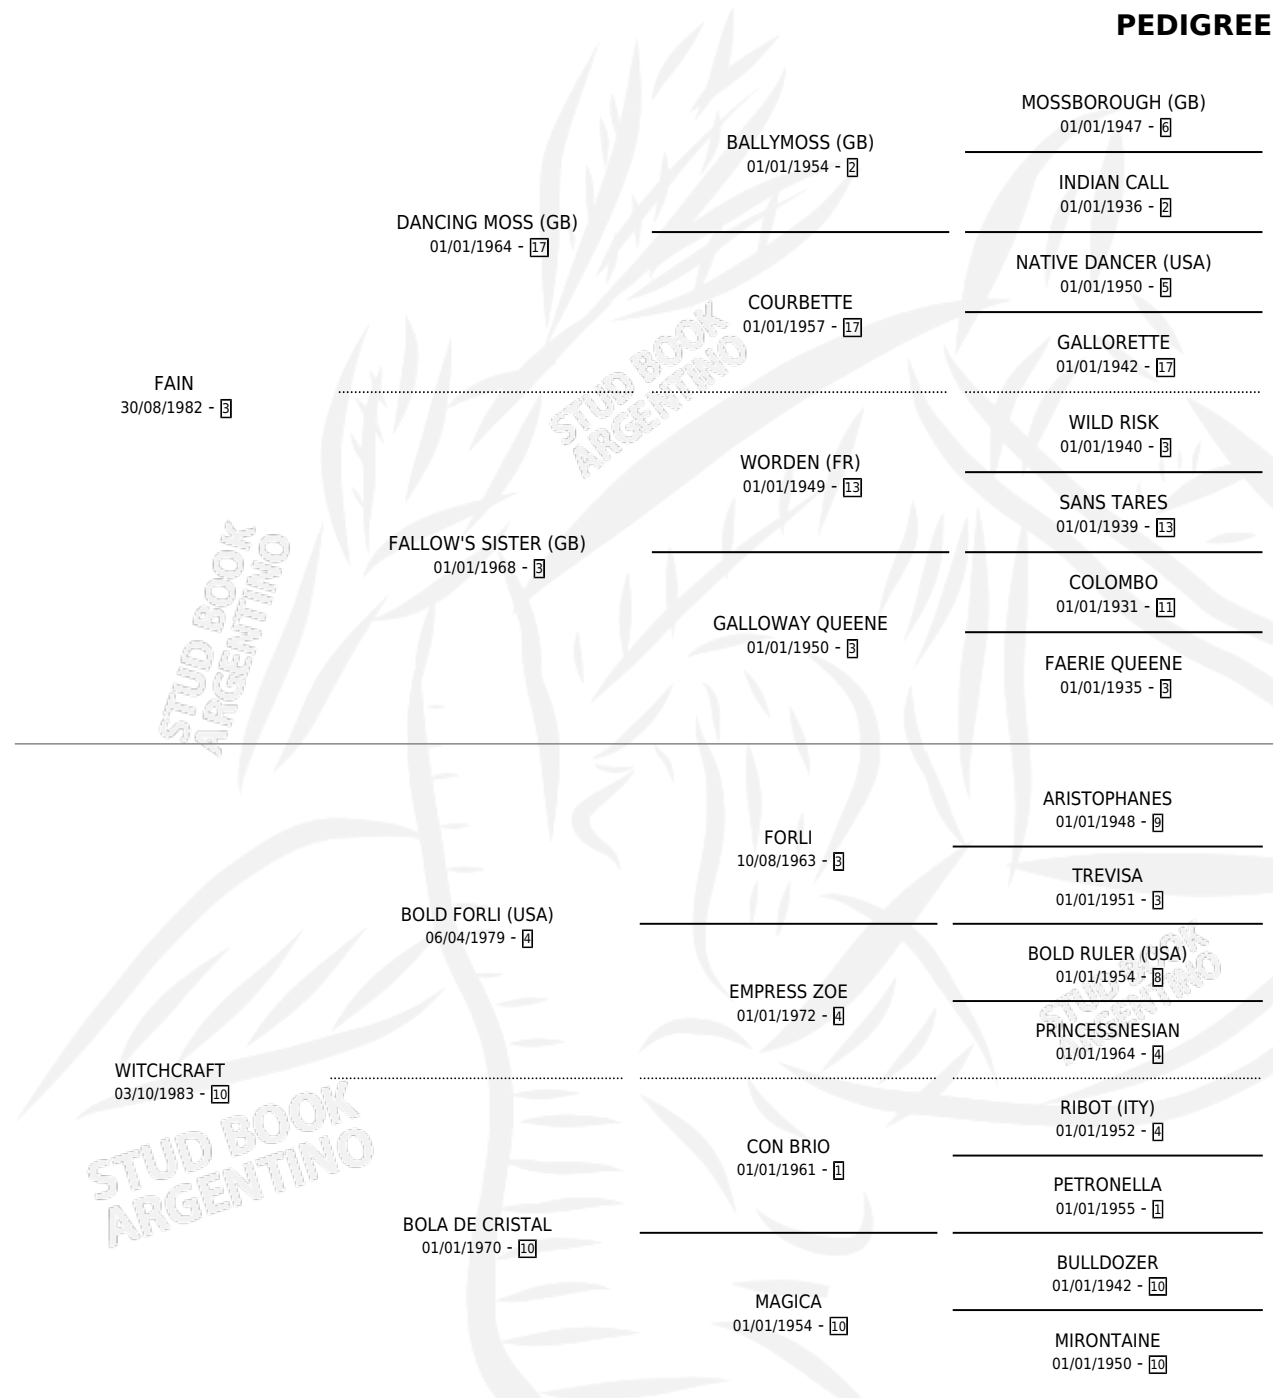 PEDIGREE
MOSSBOROUGH (GB)
01/01/1947 - 6
BALLYMOSS (GB)
01/01/1954 - 2
INDIAN CALL
01/01/1936 - 2
DANCING MOSS (GB)
01/01/1964 - 17
NATIVE DANCER (USA)
01/01/1950 - 5
COURBETTE
01/01/1957 - 17
GALLORETTE
01/01/1942 - 17
FAIN
30/08/1982 - 3
WILD RISK
01/01/1940 - 3
WORDEN (FR)
01/01/1949 - 13
SANS TARES
01/01/1939 - 13
FALLOW'S SISTER (GB)
01/01/1968 - 3
COLOMBO
01/01/1931 - 11
GALLOWAY QUEENE
01/01/1950 - 3
FAERIE QUEENE
01/01/1935 - 3
ARISTOPHANES
01/01/1948 - 9
FORLI
10/08/1963 - 3
TREVISA
01/01/1951 - 3
BOLD FORLI (USA)
06/04/1979 - 4
BOLD RULER (USA)
01/01/1954 - 8
EMPRESS ZOE
01/01/1972 - 4
PRINCESSNESIAN
01/01/1964 - 4
WITCHCRAFT
03/10/1983 - 10
RIBOT (ITY)
01/01/1952 - 4
CON BRIO
01/01/1961 - 1
PETRONELLA
01/01/1955 - 1
BOLA DE CRISTAL
01/01/1970 - 10
BULLDOZER
01/01/1942 - 10
MAGICA
01/01/1954 - 10
MIRONTAINE
01/01/1950 - 10
STUD BOOK
ARGENTINO
STUD BOOK
ARGENTINO
STUD BOOK
ARGENTINO
STUD BOOK
ARGENTINO